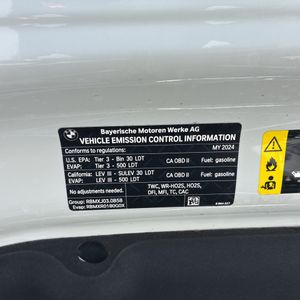 Bayerische Motoren Werke AG
VEHICLE EMISSION CONTROL INFORMATION
Conforms to regulations: MY 2024
U.S. EPA: Tier 3 - Bin 30 LDT CA OBD II Fuel: gasoline
EVAP: Tier 3 - 500 LDT
California: LEV III - SULEV 30 LDT CA OBD II Fuel: gasoline
EVAP: LEV III - 500 LDT
No adjustments needed. TWC, WR-HO2S, HO2S,
DFI, MFI, TC, CAC
Group: RBMXJ03.0B58
Evap: RBMXR0180G0X